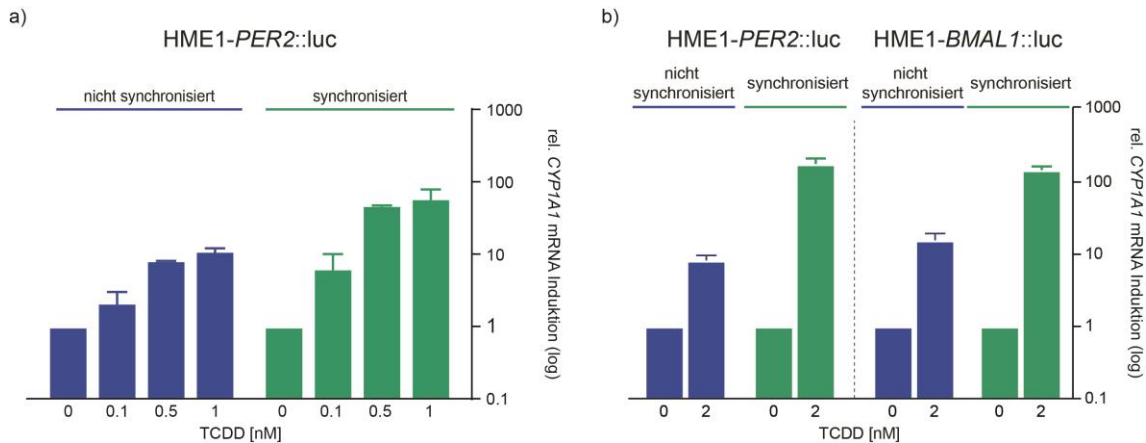 a)
HME1-PER2::luc
nicht synchronisiert
synchronisiert
1000
100
10
1
0.1
rel. CYP1A1 mRNA Induktion (log)
0 0.1 0.5 1 0 0.1 0.5 1
TCDD [nM]
b)
HME1-PER2::luc HME1-BMAL1::luc
nicht
synchronisiert
synchronisiert
nicht
synchronisiert
synchronisiert
1000
100
10
1
0.1
rel. CYP1A1 mRNA Induktion (log)
0 2 0 2 0 2 0 2
TCDD [nM]